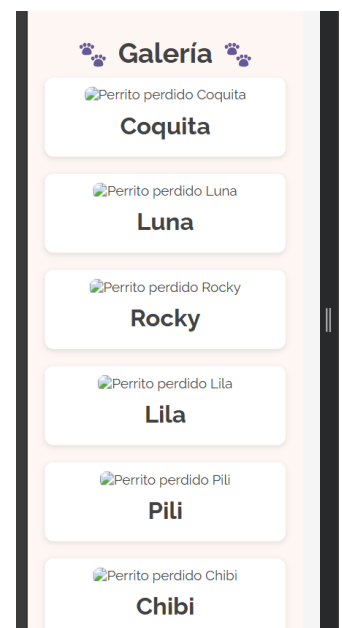 Galería
Perrito perdido Coquita
Coquita
Perrito perdido Luna
Luna
Perrito perdido Rocky
Rocky
Perrito perdido Lila
Lila
Perrito perdido Pili
Pili
Perrito perdido Chibi
Chibi